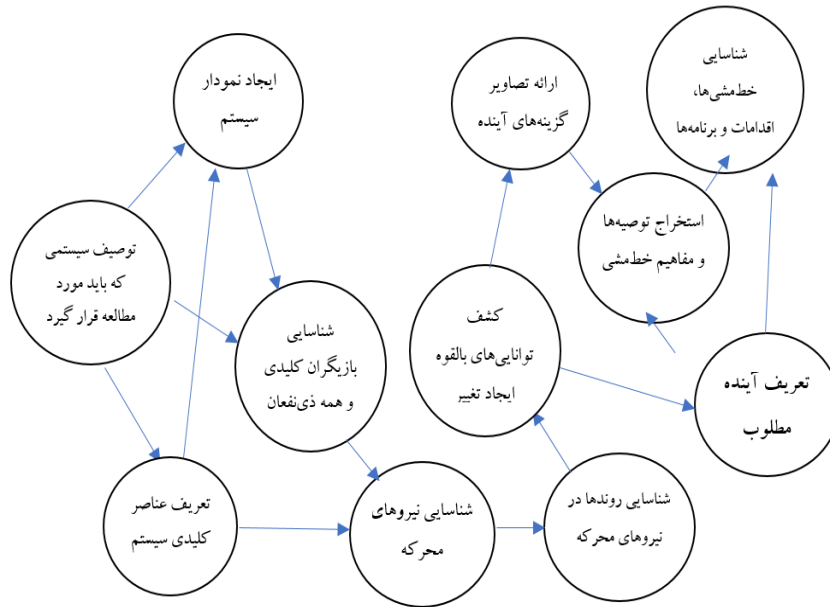 شناسایی
خط‌مشی‌ها،
اقدامات و برنامه‌ها
ارائه تصاویر
گزینه‌های آینده
ایجاد نمودار
سیستم
استخراج توصیه‌ها
و مفاهیم خط‌مشی
توصیف سیستمی
که باید مورد
مطالعه قرار گیرد
کشف
توانایی‌های بالقوه
ایجاد تغییر
شناسایی
بازیگران کلیدی
و همه ذی‌نفعان
تعریف آینده
مطلوب
شناسایی روندها در
نیروهای محرکه
شناسایی نیروهای
محرکه
تعریف عناصر
کلیدی سیستم